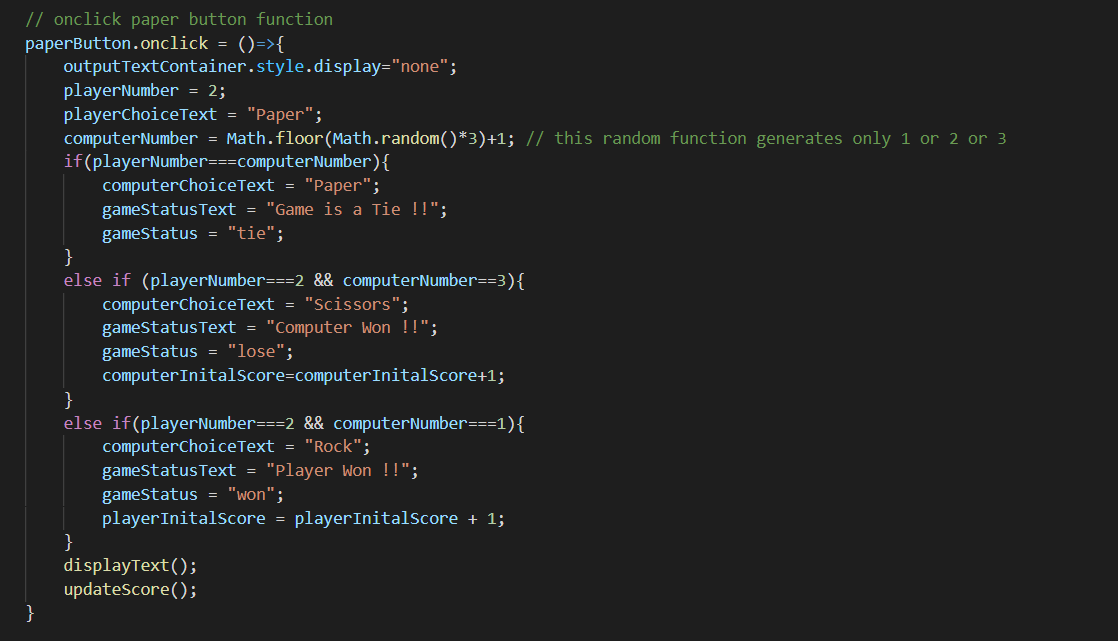 // onclick paper button function
paperButton.onclick = ()=>{
    outputTextContainer.style.display="none";
    playerNumber = 2;
    playerChoiceText = "Paper";
    computerNumber = Math.floor(Math.random()*3)+1; // this random function generates only 1 or 2 or 3
    if(playerNumber===computerNumber){
        computerChoiceText = "Paper";
        gameStatusText = "Game is a Tie !!";
        gameStatus = "tie";
    }
    else if (playerNumber===2 && computerNumber==3){
        computerChoiceText = "Scissors";
        gameStatusText = "Computer Won !!";
        gameStatus = "lose";
        computerInitalScore=computerInitalScore+1;
    }
    else if(playerNumber===2 && computerNumber===1){
        computerChoiceText = "Rock";
        gameStatusText = "Player Won !!";
        gameStatus = "won";
        playerInitalScore = playerInitalScore + 1;
    }
    displayText();
    updateScore();
}